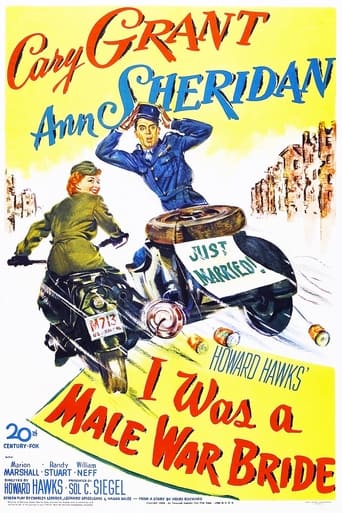 Cary GRANT
Ann SHERIDAN
JUST
MARRIED!
M713
HOWARD HAWKS'
I WAS A
MALE WAR BRIDE
20th
CENTURY-FOX
WITH
Marion MARSHALL · Randy STUART · William NEFF
DIRECTED BY HOWARD HAWKS · PRODUCED BY SOL C. SIEGEL